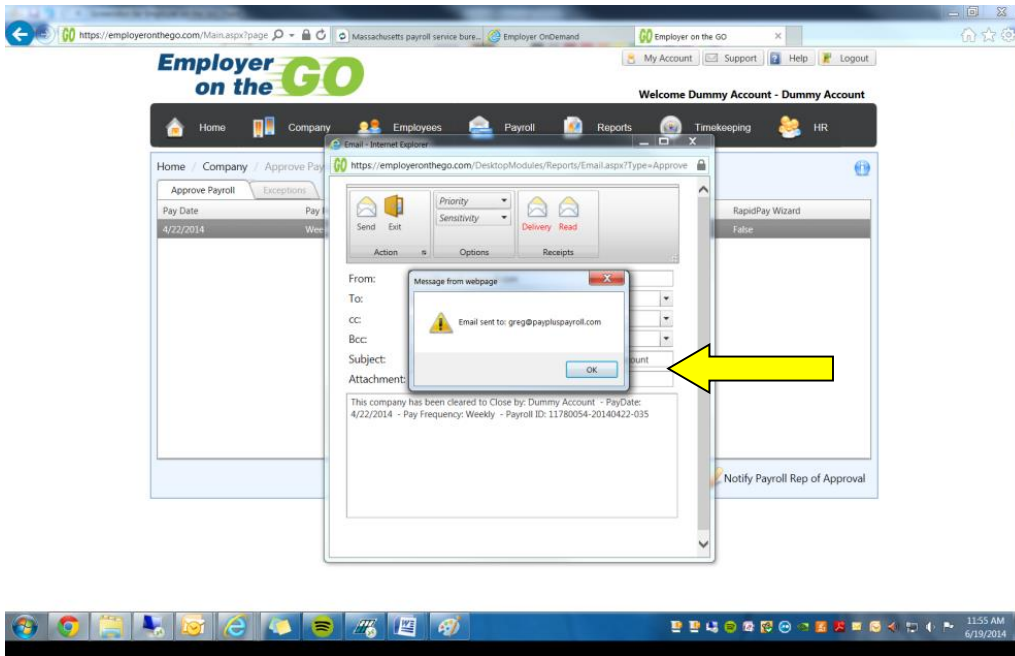 https://employeronthego.com/Main.aspx?page
Massachusetts payroll service bure...
Employer OnDemand
Employer on the GO
Employer on the GO
My Account
Support
Help
Logout
Welcome Dummy Account - Dummy Account
Home
Company
Employees
Payroll
Reports
Timekeeping
HR
Home / Company / Approve Pay
Approve Payroll
Exceptions
Pay Date
Pay
RapidPay Wizard
4/22/2014
Wee
False
Notify Payroll Rep of Approval
Email - Internet Explorer
https://employeronthego.com/DesktopModules/Reports/Email.aspx?Type=Approve
Send
Exit
Priority
Sensitivity
Delivery
Read
Action
Options
Receipts
From:
To:
cc:
Bcc:
Subject:
ount
Attachment:
Message from webpage
Email sent to: greg@paypluspayroll.com
OK
This company has been cleared to Close by: Dummy Account - PayDate:
4/22/2014 - Pay Frequency: Weekly - Payroll ID: 11780054-20140422-035
11:55 AM
6/19/2014